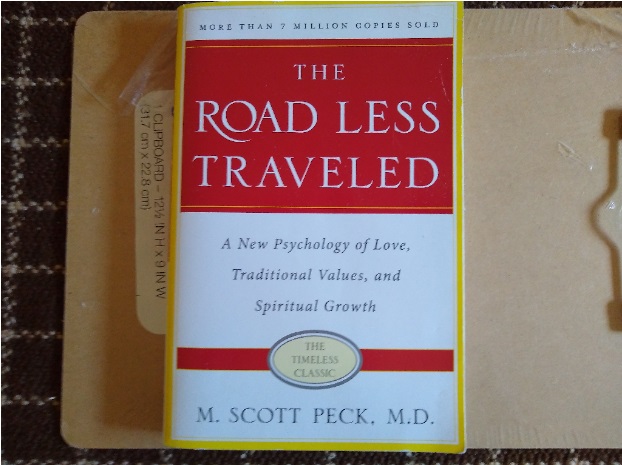 MORE THAN 7 MILLION COPIES SOLD
THE
ROAD LESS
TRAVELED
A New Psychology of Love,
Traditional Values, and
Spiritual Growth
THE
TIMELESS
CLASSIC
M. SCOTT PECK, M.D.
1 CLIPBOARD – 12½ IN H x 9 IN W
(31.7 cm x 22.8 cm)